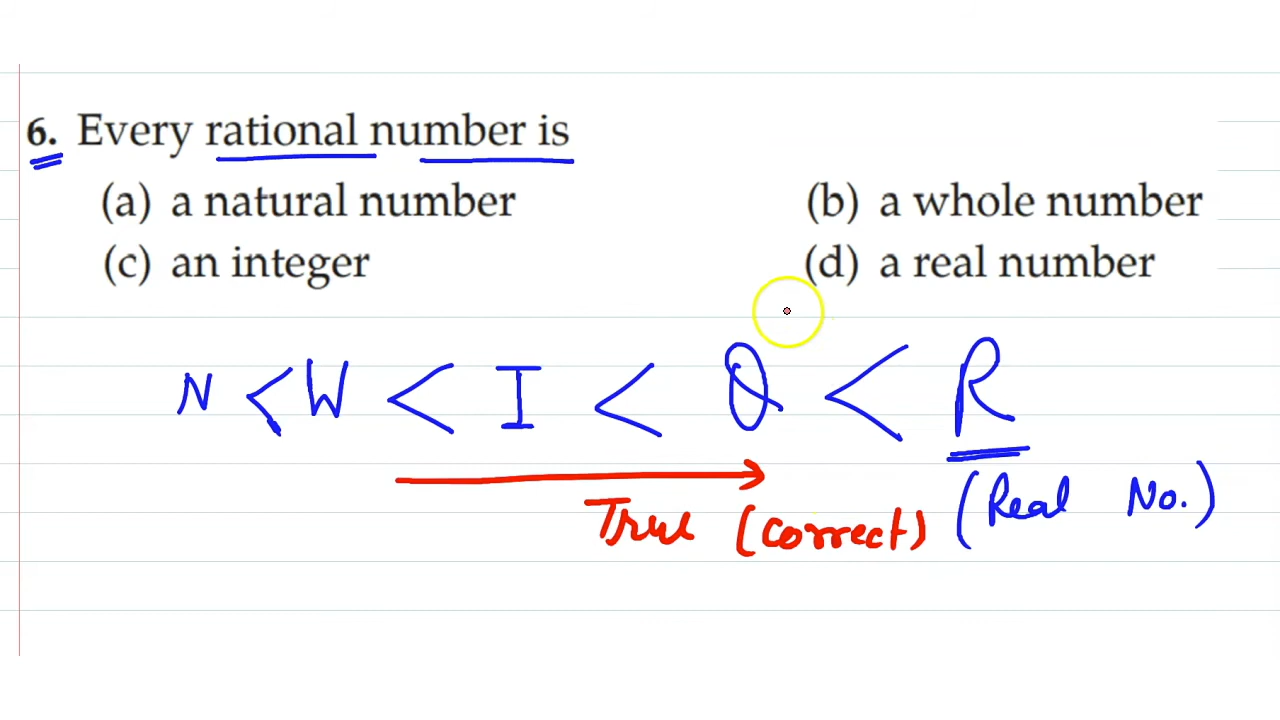 6. Every rational number is
(a) a natural number (b) a whole number
(c) an integer (d) a real number
N < W < I < Q < R
True (correct) (Real No.)